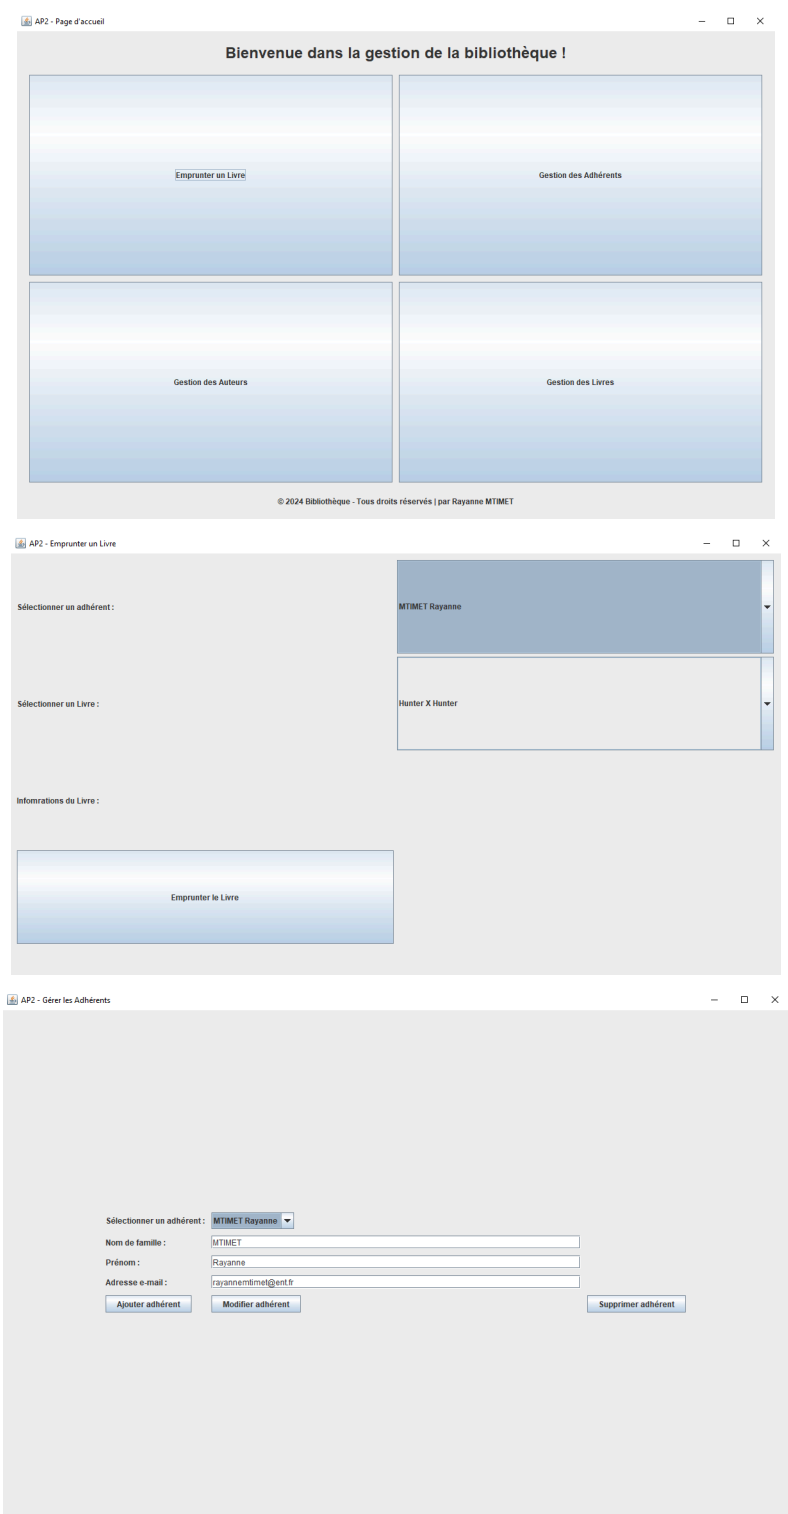 AP2 - Page d'accueil
Bienvenue dans la gestion de la bibliothèque !
Emprunter un Livre
Gestion des Adhérents
Gestion des Auteurs
Gestion des Livres
© 2024 Bibliothèque - Tous droits réservés | par Rayanne MTIMET
AP2 - Emprunter un Livre
Sélectionner un adhérent :
MTIMET Rayanne
Sélectionner un Livre :
Hunter X Hunter
Infomrations du Livre :
Emprunter le Livre
AP2 - Gérer les Adhérents
Sélectionner un adhérent : MTIMET Rayanne
Nom de famille : MTIMET
Prénom : Rayanne
Adresse e-mail : rayannemtimet@ent.fr
Ajouter adhérent Modifier adhérent Supprimer adhérent